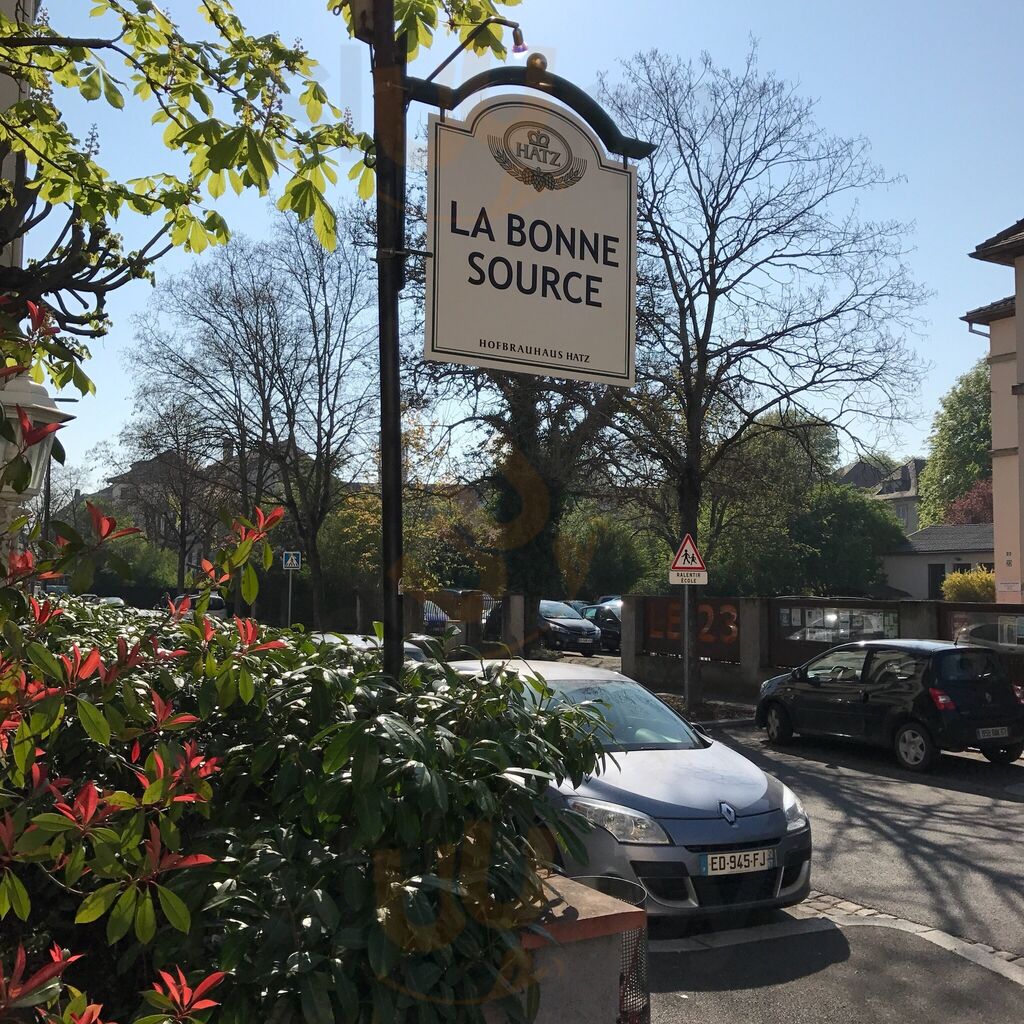 HATZ
LA BONNE
SOURCE
HOFBRAUHAUS HATZ
RALENTIR
ÉCOLE
LE 23
ED-945-FJ